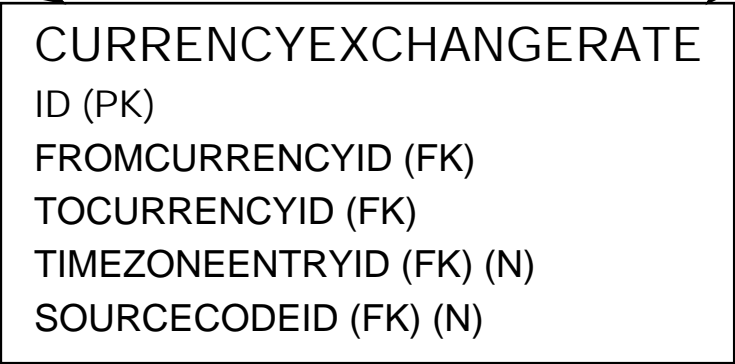 CURRENCYEXCHANGERATE
ID (PK)
FROMCURRENCYID (FK)
TOCURRENCYID (FK)
TIMEZONEENTRYID (FK) (N)
SOURCECODEID (FK) (N)